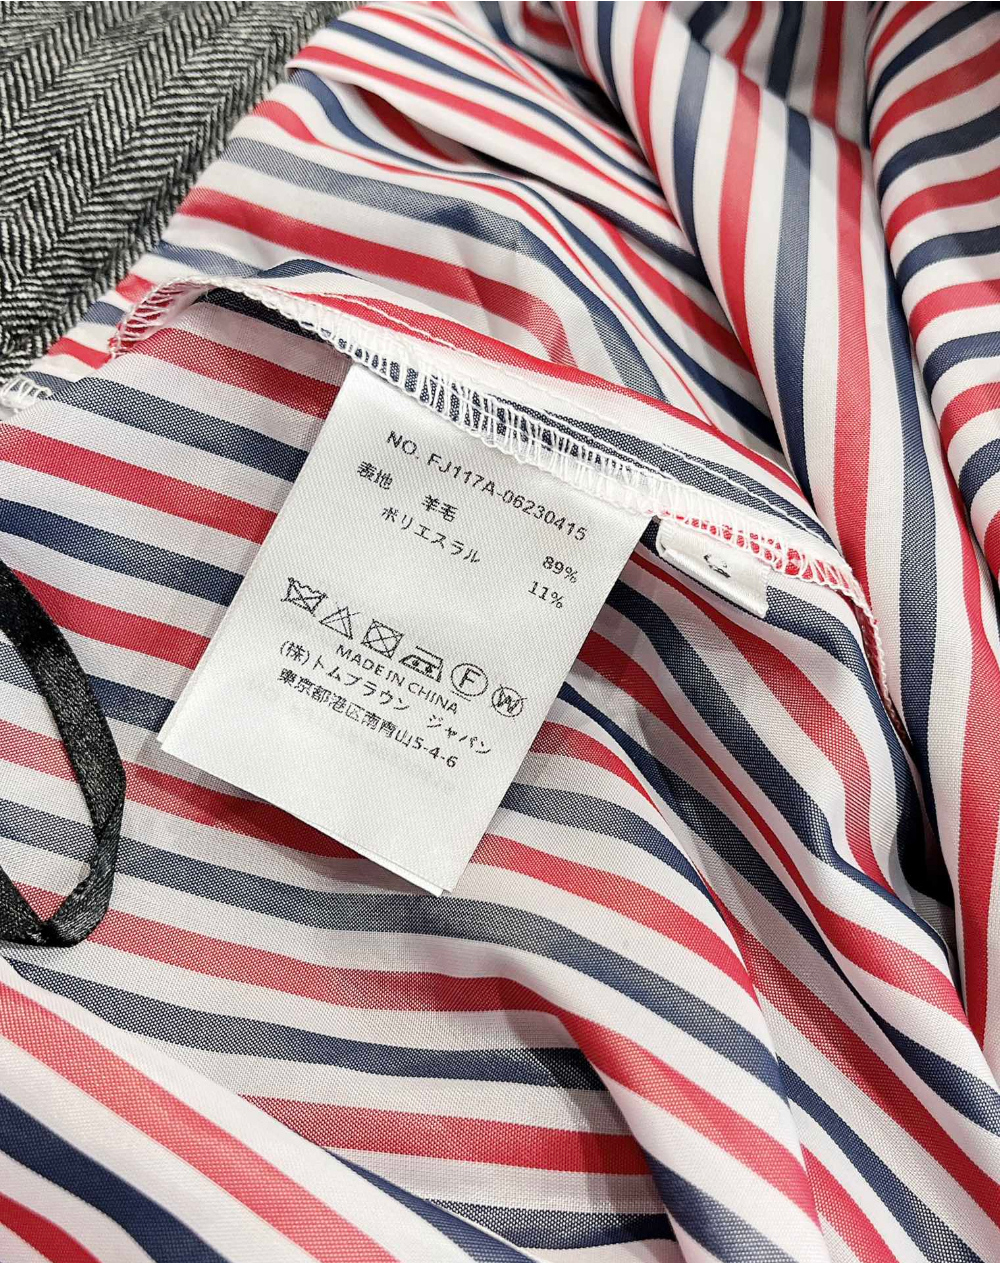 NO. FJ117A-06230415
表地 羊毛 89%
ポリエスラル 11%
MADE IN CHINA
(株)トムブラウン ジャパン
東京都港区南青山5-4-6